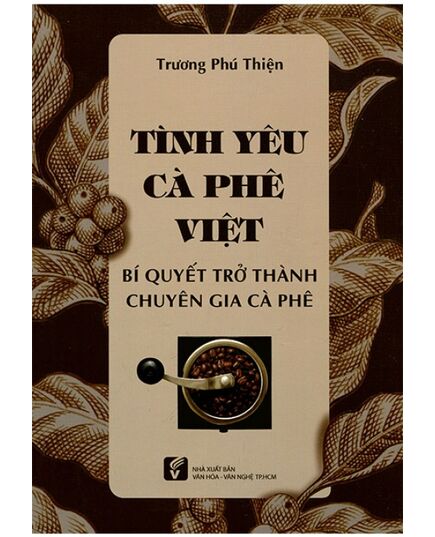 Trương Phú Thiện
TÌNH YÊU
CÀ PHÊ
VIỆT
BÍ QUYẾT TRỞ THÀNH
CHUYÊN GIA CÀ PHÊ
NHÀ XUẤT BẢN
VĂN HÓA - VĂN NGHỆ TP.HCM